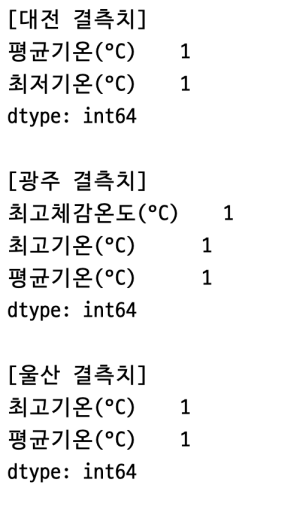 [대전 결측치]
평균기온(°C)    1
최저기온(°C)    1
dtype: int64

[광주 결측치]
최고체감온도(°C)    1
최고기온(°C)      1
평균기온(°C)      1
dtype: int64

[울산 결측치]
최고기온(°C)    1
평균기온(°C)    1
dtype: int64